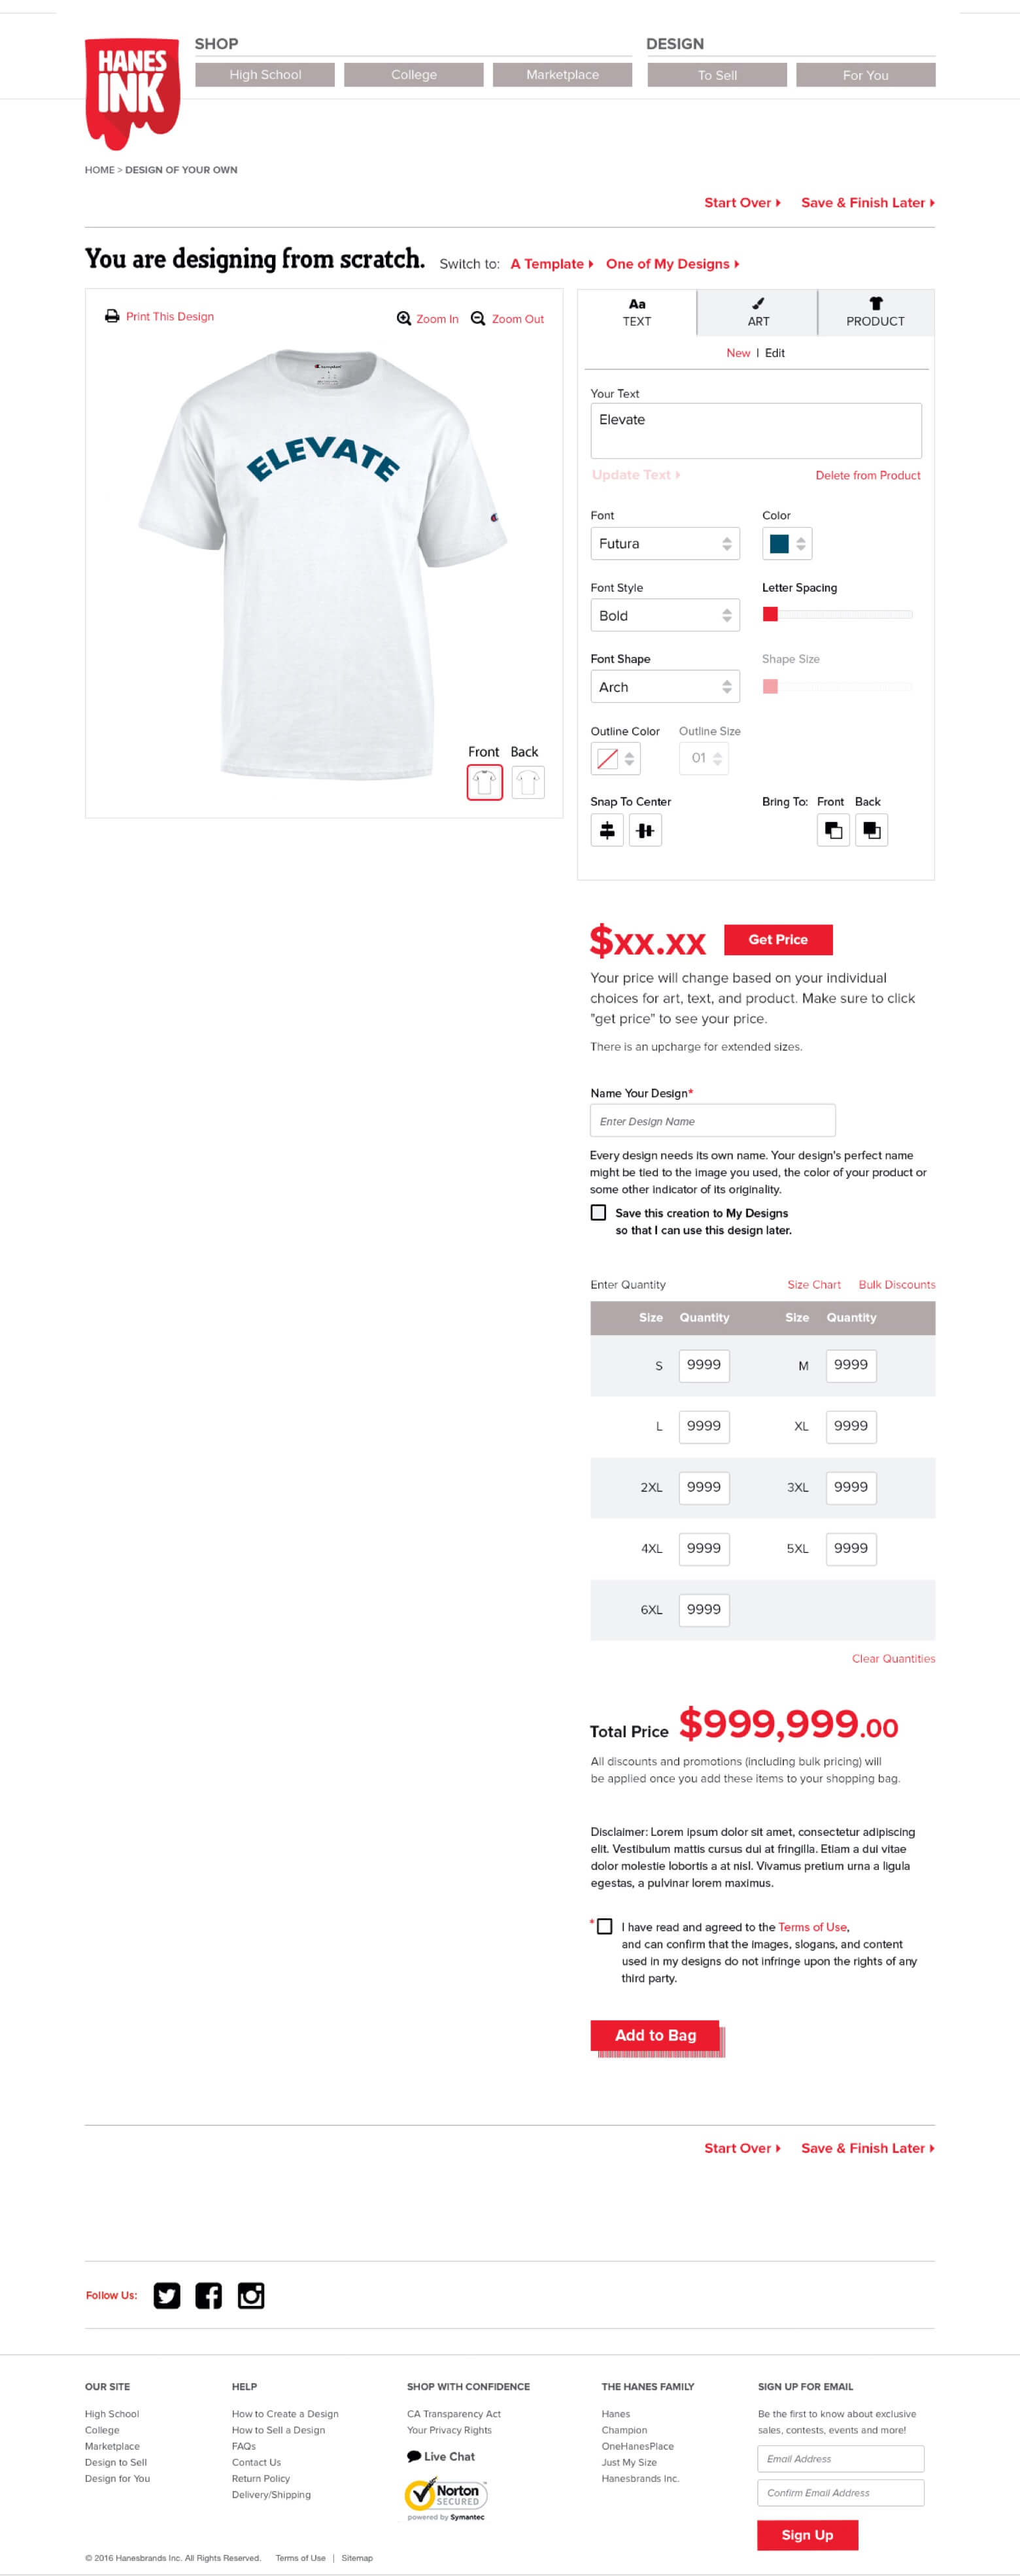 HANES
INK
SHOP
High School
College
Marketplace
DESIGN
To Sell
For You
HOME > DESIGN OF YOUR OWN
Start Over
Save & Finish Later
You are designing from scratch.
Switch to: A Template One of My Designs
Print This Design
Zoom In
Zoom Out
Champion
ELEVATE
Front Back
Aa
TEXT
ART
PRODUCT
New | Edit
Your Text
Elevate
Update Text
Delete from Product
Font
Color
Futura
Font Style
Letter Spacing
Bold
Font Shape
Shape Size
Arch
Outline Color
Outline Size
01
Snap To Center
Bring To: Front Back
$xx.xx
Get Price
Your price will change based on your individual
choices for art, text, and product. Make sure to click
"get price" to see your price.
There is an upcharge for extended sizes.
Name Your Design*
Enter Design Name
Every design needs its own name. Your design's perfect name
might be tied to the image you used, the color of your product or
some other indicator of its originality.
Save this creation to My Designs
so that I can use this design later.
Enter Quantity
Size Chart
Bulk Discounts
Size Quantity Size Quantity
S 9999 M 9999
L 9999 XL 9999
2XL 9999 3XL 9999
4XL 9999 5XL 9999
6XL 9999
Clear Quantities
Total Price $999,999.00
All discounts and promotions (including bulk pricing) will
be applied once you add these items to your shopping bag.
Disclaimer: Lorem ipsum dolor sit amet, consectetur adipiscing
elit. Vestibulum mattis cursus dui at fringilla. Etiam a dui vitae
dolor molestie lobortis a at nisl. Vivamus pretium urna a ligula
egestas, a pulvinar lorem maximus.
* I have read and agreed to the Terms of Use,
and can confirm that the images, slogans, and content
used in my designs do not infringe upon the rights of any
third party.
Add to Bag
Start Over
Save & Finish Later
Follow Us:
OUR SITE
High School
College
Marketplace
Design to Sell
Design for You
HELP
How to Create a Design
How to Sell a Design
FAQs
Contact Us
Return Policy
Delivery/Shipping
SHOP WITH CONFIDENCE
CA Transparency Act
Your Privacy Rights
Live Chat
Norton
SECURED
powered by Symantec
THE HANES FAMILY
Hanes
Champion
OneHanesPlace
Just My Size
Hanesbrands Inc.
SIGN UP FOR EMAIL
Be the first to know about exclusive
sales, contests, events and more!
Email Address
Confirm Email Address
Sign Up
© 2016 Hanesbrands Inc. All Rights Reserved. Terms of Use | Sitemap